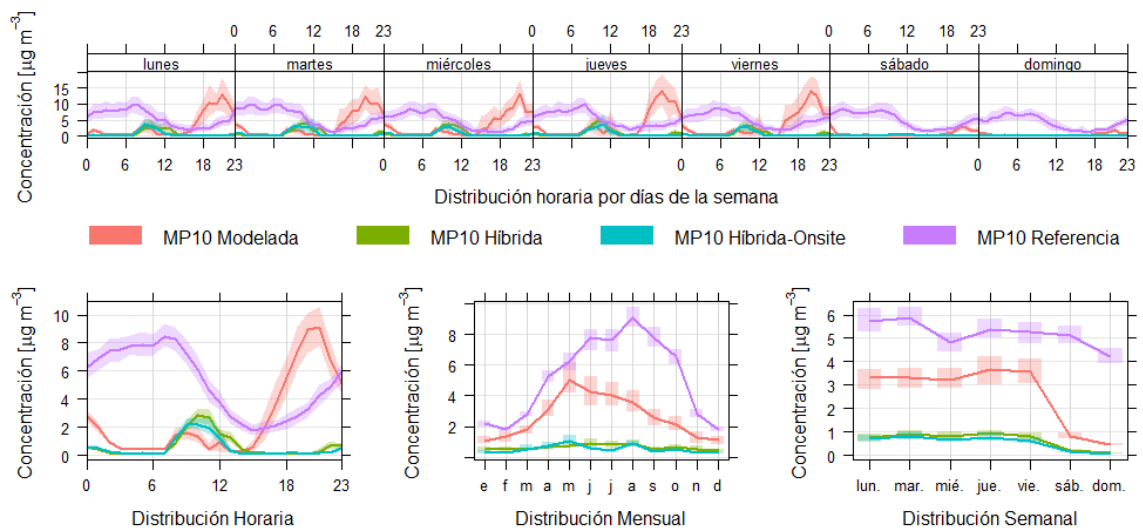 0 6 12 18 23 0 6 12 18 23 0 6 12 18 23
lunes martes miércoles jueves viernes sábado domingo
Concentración [µg m⁻³]
15
10
5
0
0 6 12 18 23 0 6 12 18 23 0 6 12 18 23 0 6 12 18 23
Distribución horaria por días de la semana
MP10 Modelada MP10 Híbrida MP10 Híbrida-Onsite MP10 Referencia
Concentración [µg m⁻³]
10
8
6
4
2
0
0 6 12 18 23
Distribución Horaria
Concentración [µg m⁻³]
8
6
4
2
e f m a m j j a s o n d
Distribución Mensual
Concentración [µg m⁻³]
6
5
4
3
2
1
0
lun. mar. mié. jue. vie. sáb. dom.
Distribución Semanal